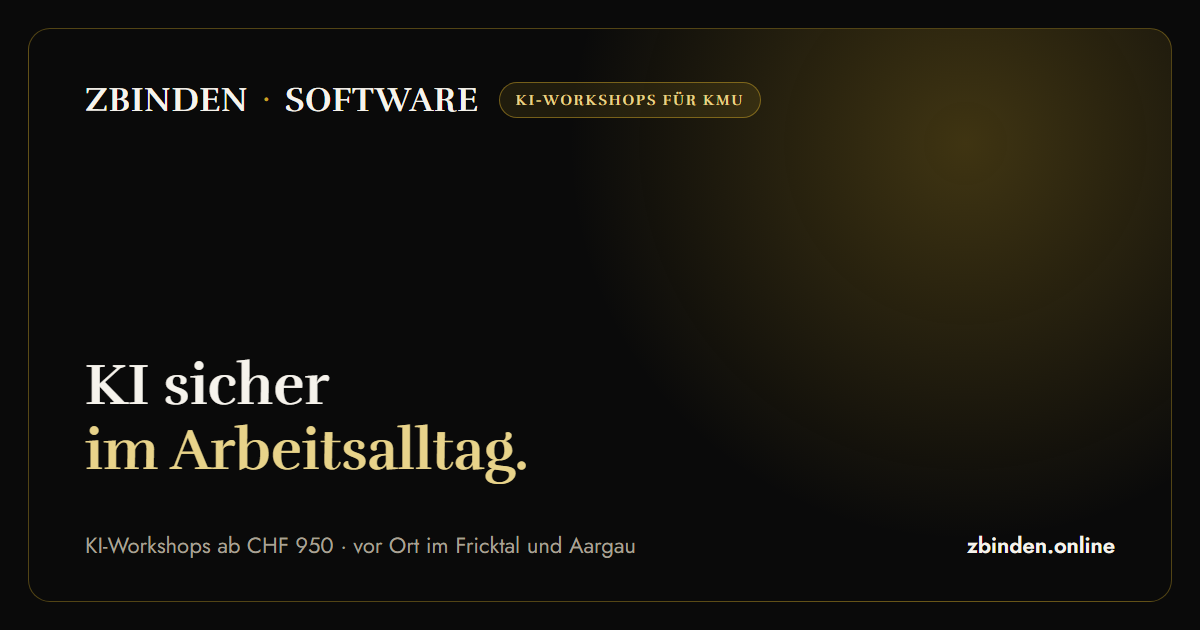 ZBINDEN · SOFTWARE
KI-WORKSHOPS FÜR KMU
KI sicher
im Arbeitsalltag.
KI-Workshops ab CHF 950 · vor Ort im Fricktal und Aargau
zbinden.online